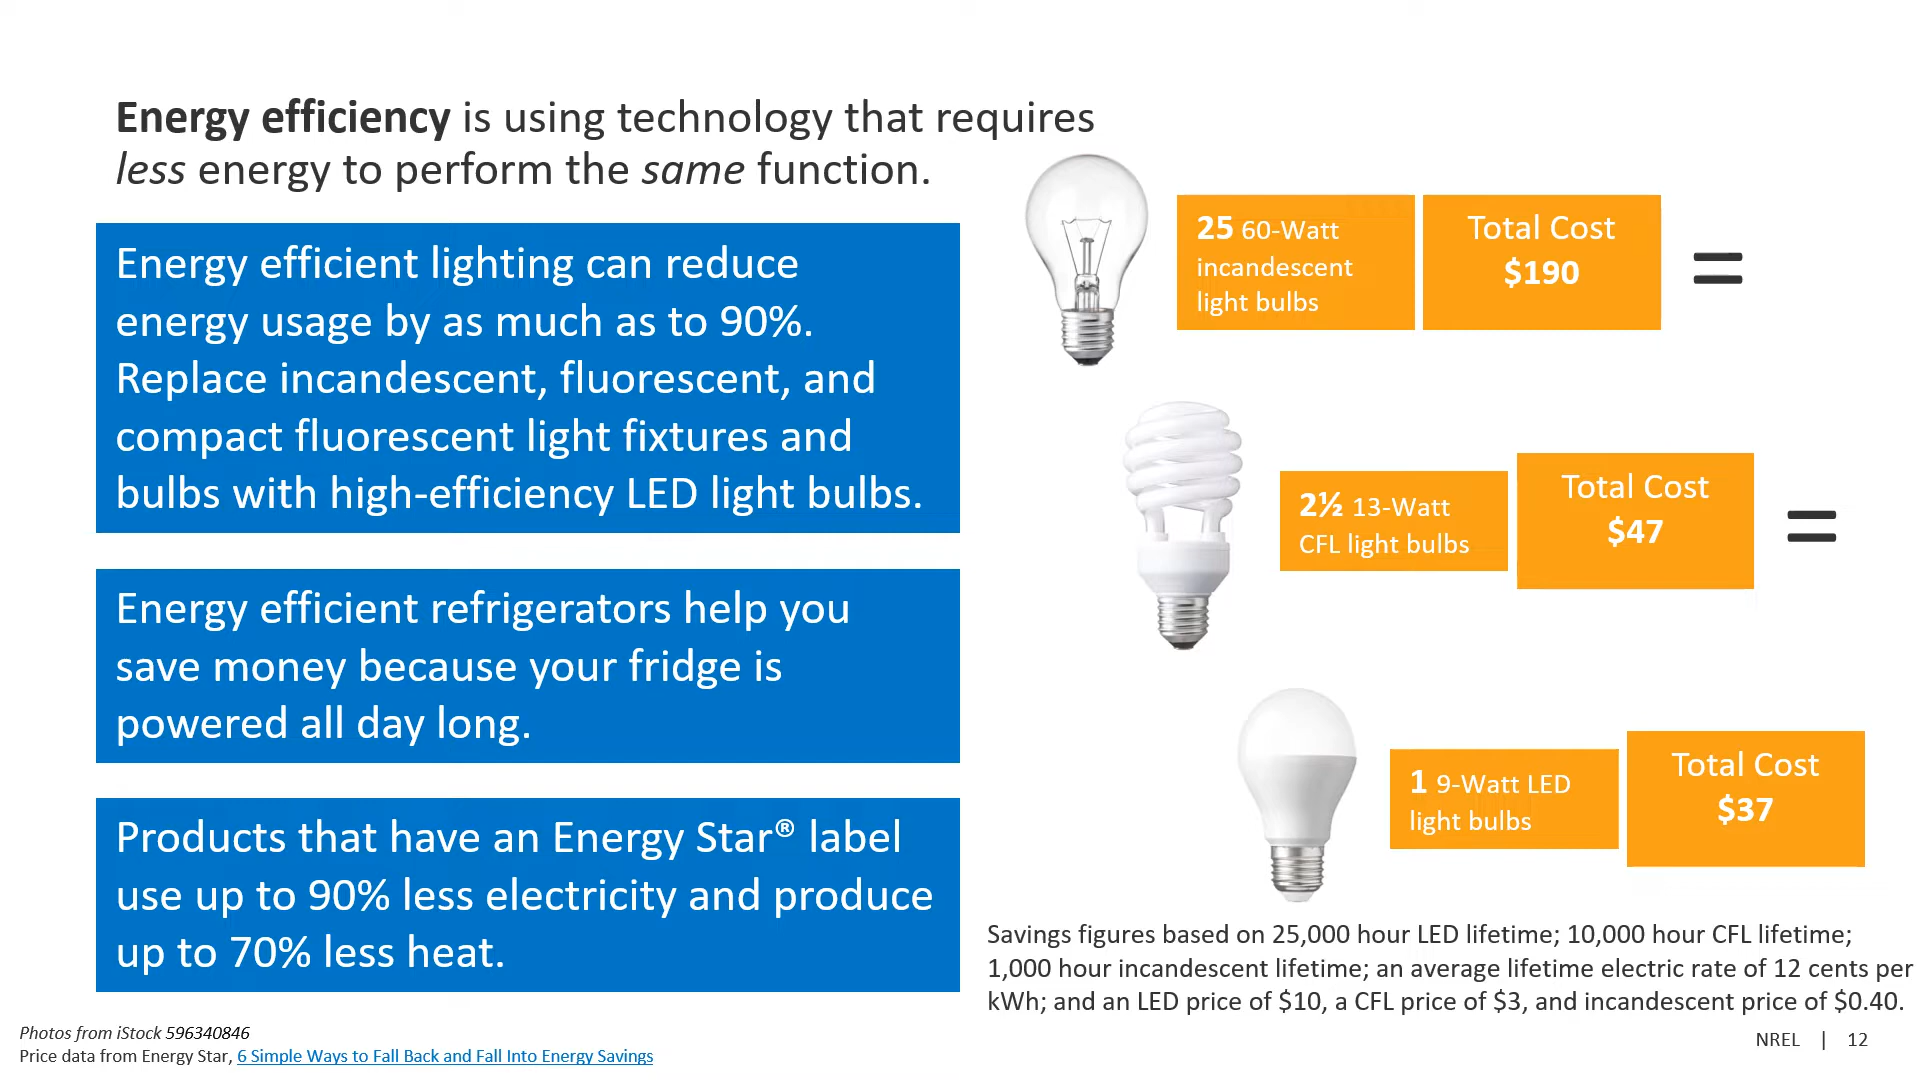 Energy efficiency is using technology that requires
less energy to perform the same function.
Energy efficient lighting can reduce
energy usage by as much as to 90%.
Replace incandescent, fluorescent, and
compact fluorescent light fixtures and
bulbs with high-efficiency LED light bulbs.
Energy efficient refrigerators help you
save money because your fridge is
powered all day long.
Products that have an Energy Star® label
use up to 90% less electricity and produce
up to 70% less heat.
25 60-Watt
incandescent
light bulbs
Total Cost
$190
=
2½ 13-Watt
CFL light bulbs
Total Cost
$47
=
1 9-Watt LED
light bulbs
Total Cost
$37
Savings figures based on 25,000 hour LED lifetime; 10,000 hour CFL lifetime;
1,000 hour incandescent lifetime; an average lifetime electric rate of 12 cents per
kWh; and an LED price of $10, a CFL price of $3, and incandescent price of $0.40.
Photos from iStock 596340846
Price data from Energy Star, 6 Simple Ways to Fall Back and Fall Into Energy Savings
NREL | 12